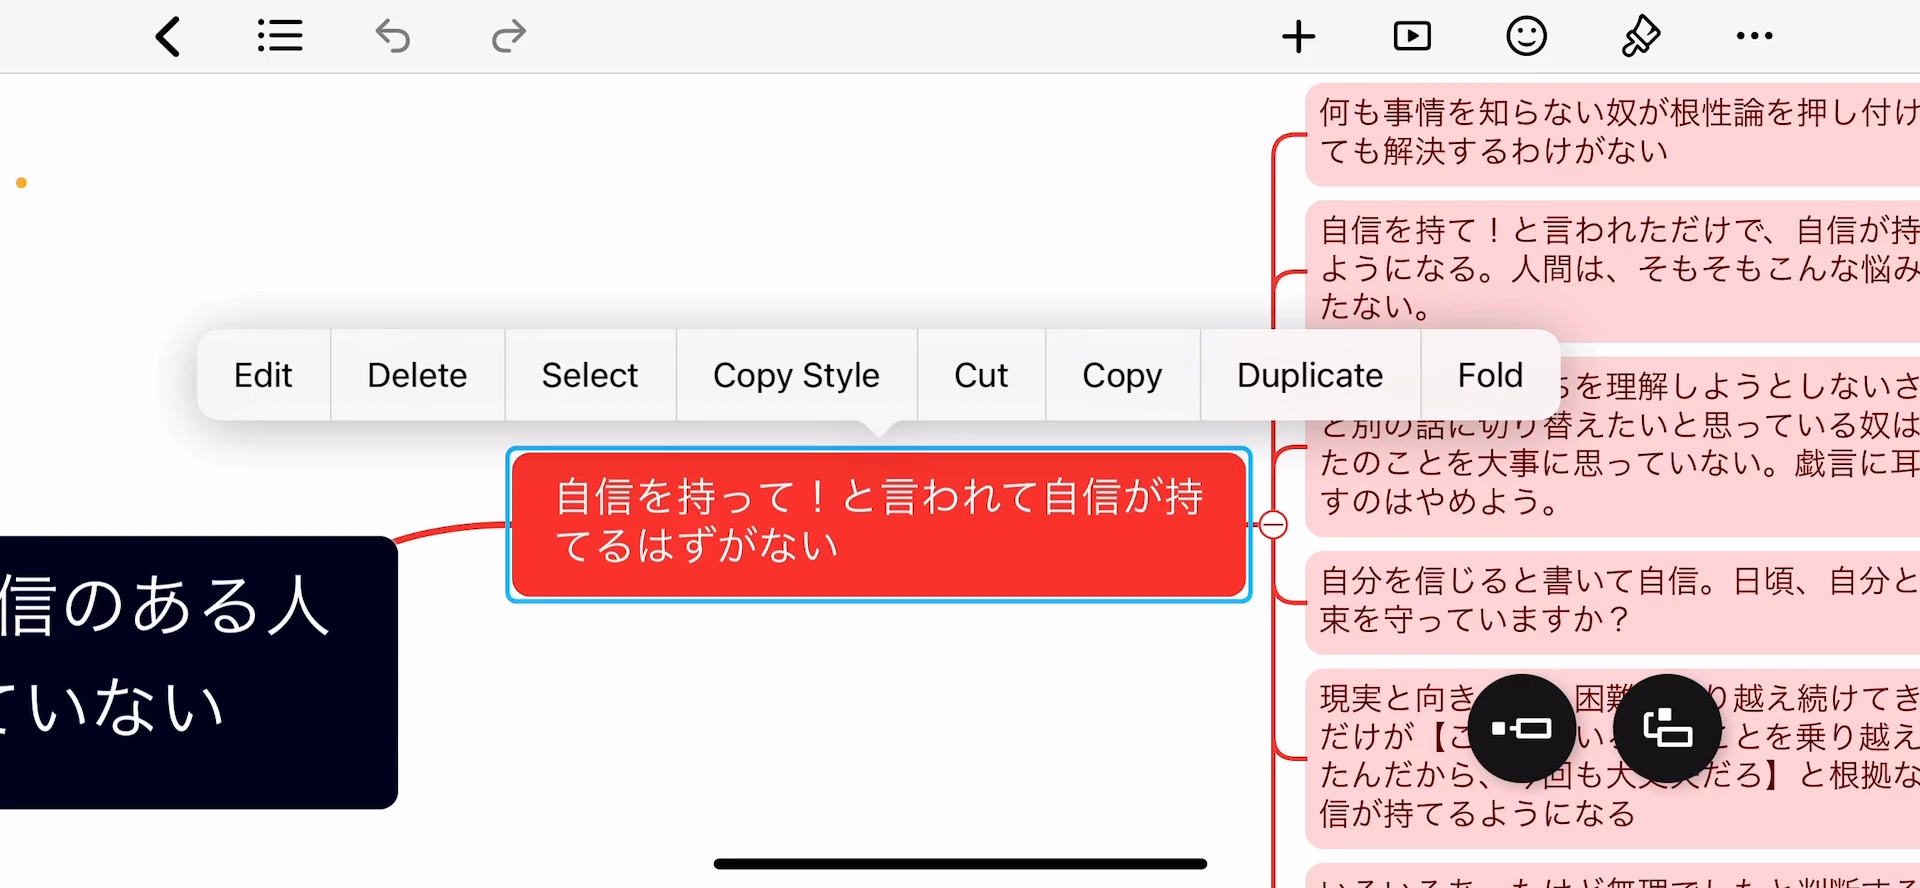 何も事情を知らない奴が根性論を押し付け
ても解決するわけがない
自信を持て！と言われただけで、自信が持
ようになる。人間は、そもそもこんな悩み
たない。
Edit
Delete
Select
Copy Style
Cut
Copy
Duplicate
Fold
を理解しようとしないさ
と別の話に切り替えたいと思っている奴は
たのことを大事に思っていない。戯言に耳
すのはやめよう。
自信を持って！と言われて自信が持
てるはずがない
信のある人
ていない
自分を信じると書いて自信。日頃、自分と
束を守っていますか？
現実と向き 困難 り越え続けてき
だけが【こ い ことを乗り越え
たんだから、今回も大丈夫だろ】と根拠な
信が持てるようになる